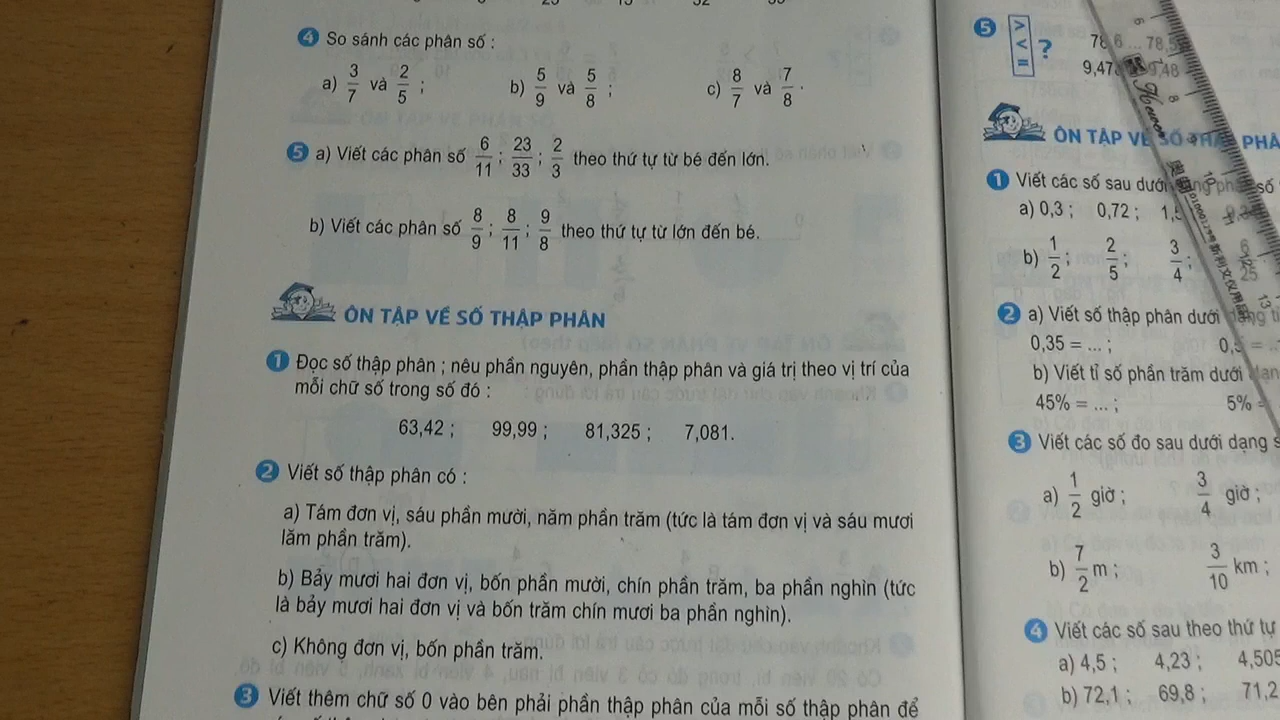 4 So sánh các phân số :
a) 3/7 và 2/5 ; b) 5/9 và 5/8 ; c) 8/7 và 7/8 .
5 a) Viết các phân số 6/11 ; 23/33 ; 2/3 theo thứ tự từ bé đến lớn.
b) Viết các phân số 8/9 ; 8/11 ; 9/8 theo thứ tự từ lớn đến bé.
ÔN TẬP VỀ SỐ THẬP PHÂN
1 Đọc số thập phân ; nêu phần nguyên, phần thập phân và giá trị theo vị trí của
mỗi chữ số trong số đó :
63,42 ; 99,99 ; 81,325 ; 7,081.
2 Viết số thập phân có :
a) Tám đơn vị, sáu phần mười, năm phần trăm (tức là tám đơn vị và sáu mươi
lăm phần trăm).
b) Bảy mươi hai đơn vị, bốn phần mười, chín phần trăm, ba phần nghìn (tức
là bảy mươi hai đơn vị và bốn trăm chín mươi ba phần nghìn).
c) Không đơn vị, bốn phần trăm.
3 Viết thêm chữ số 0 vào bên phải phần thập phân của mỗi số thập phân để
5 > < = ? 78,6 ...
ÔN TẬP VỀ SỐ
1 Viết các số sau dưới
a) 0,3 ; 0,72 ;
b) 1/2 ; 2/5 ; 3/4 ;
2 a) Viết số thập phân dưới
0,35 = ... ;
b) Viết tỉ số phần trăm dưới
45% = ... ; 5%
3 Viết các số đo sau dưới dạng
a) 1/2 giờ ; 3/4 giờ ;
b) 7/2 m ; 3/10 km ;
4 Viết các số sau theo thứ tự
a) 4,5 ; 4,23 ; 4,505
b) 72,1 ; 69,8 ; 71,2